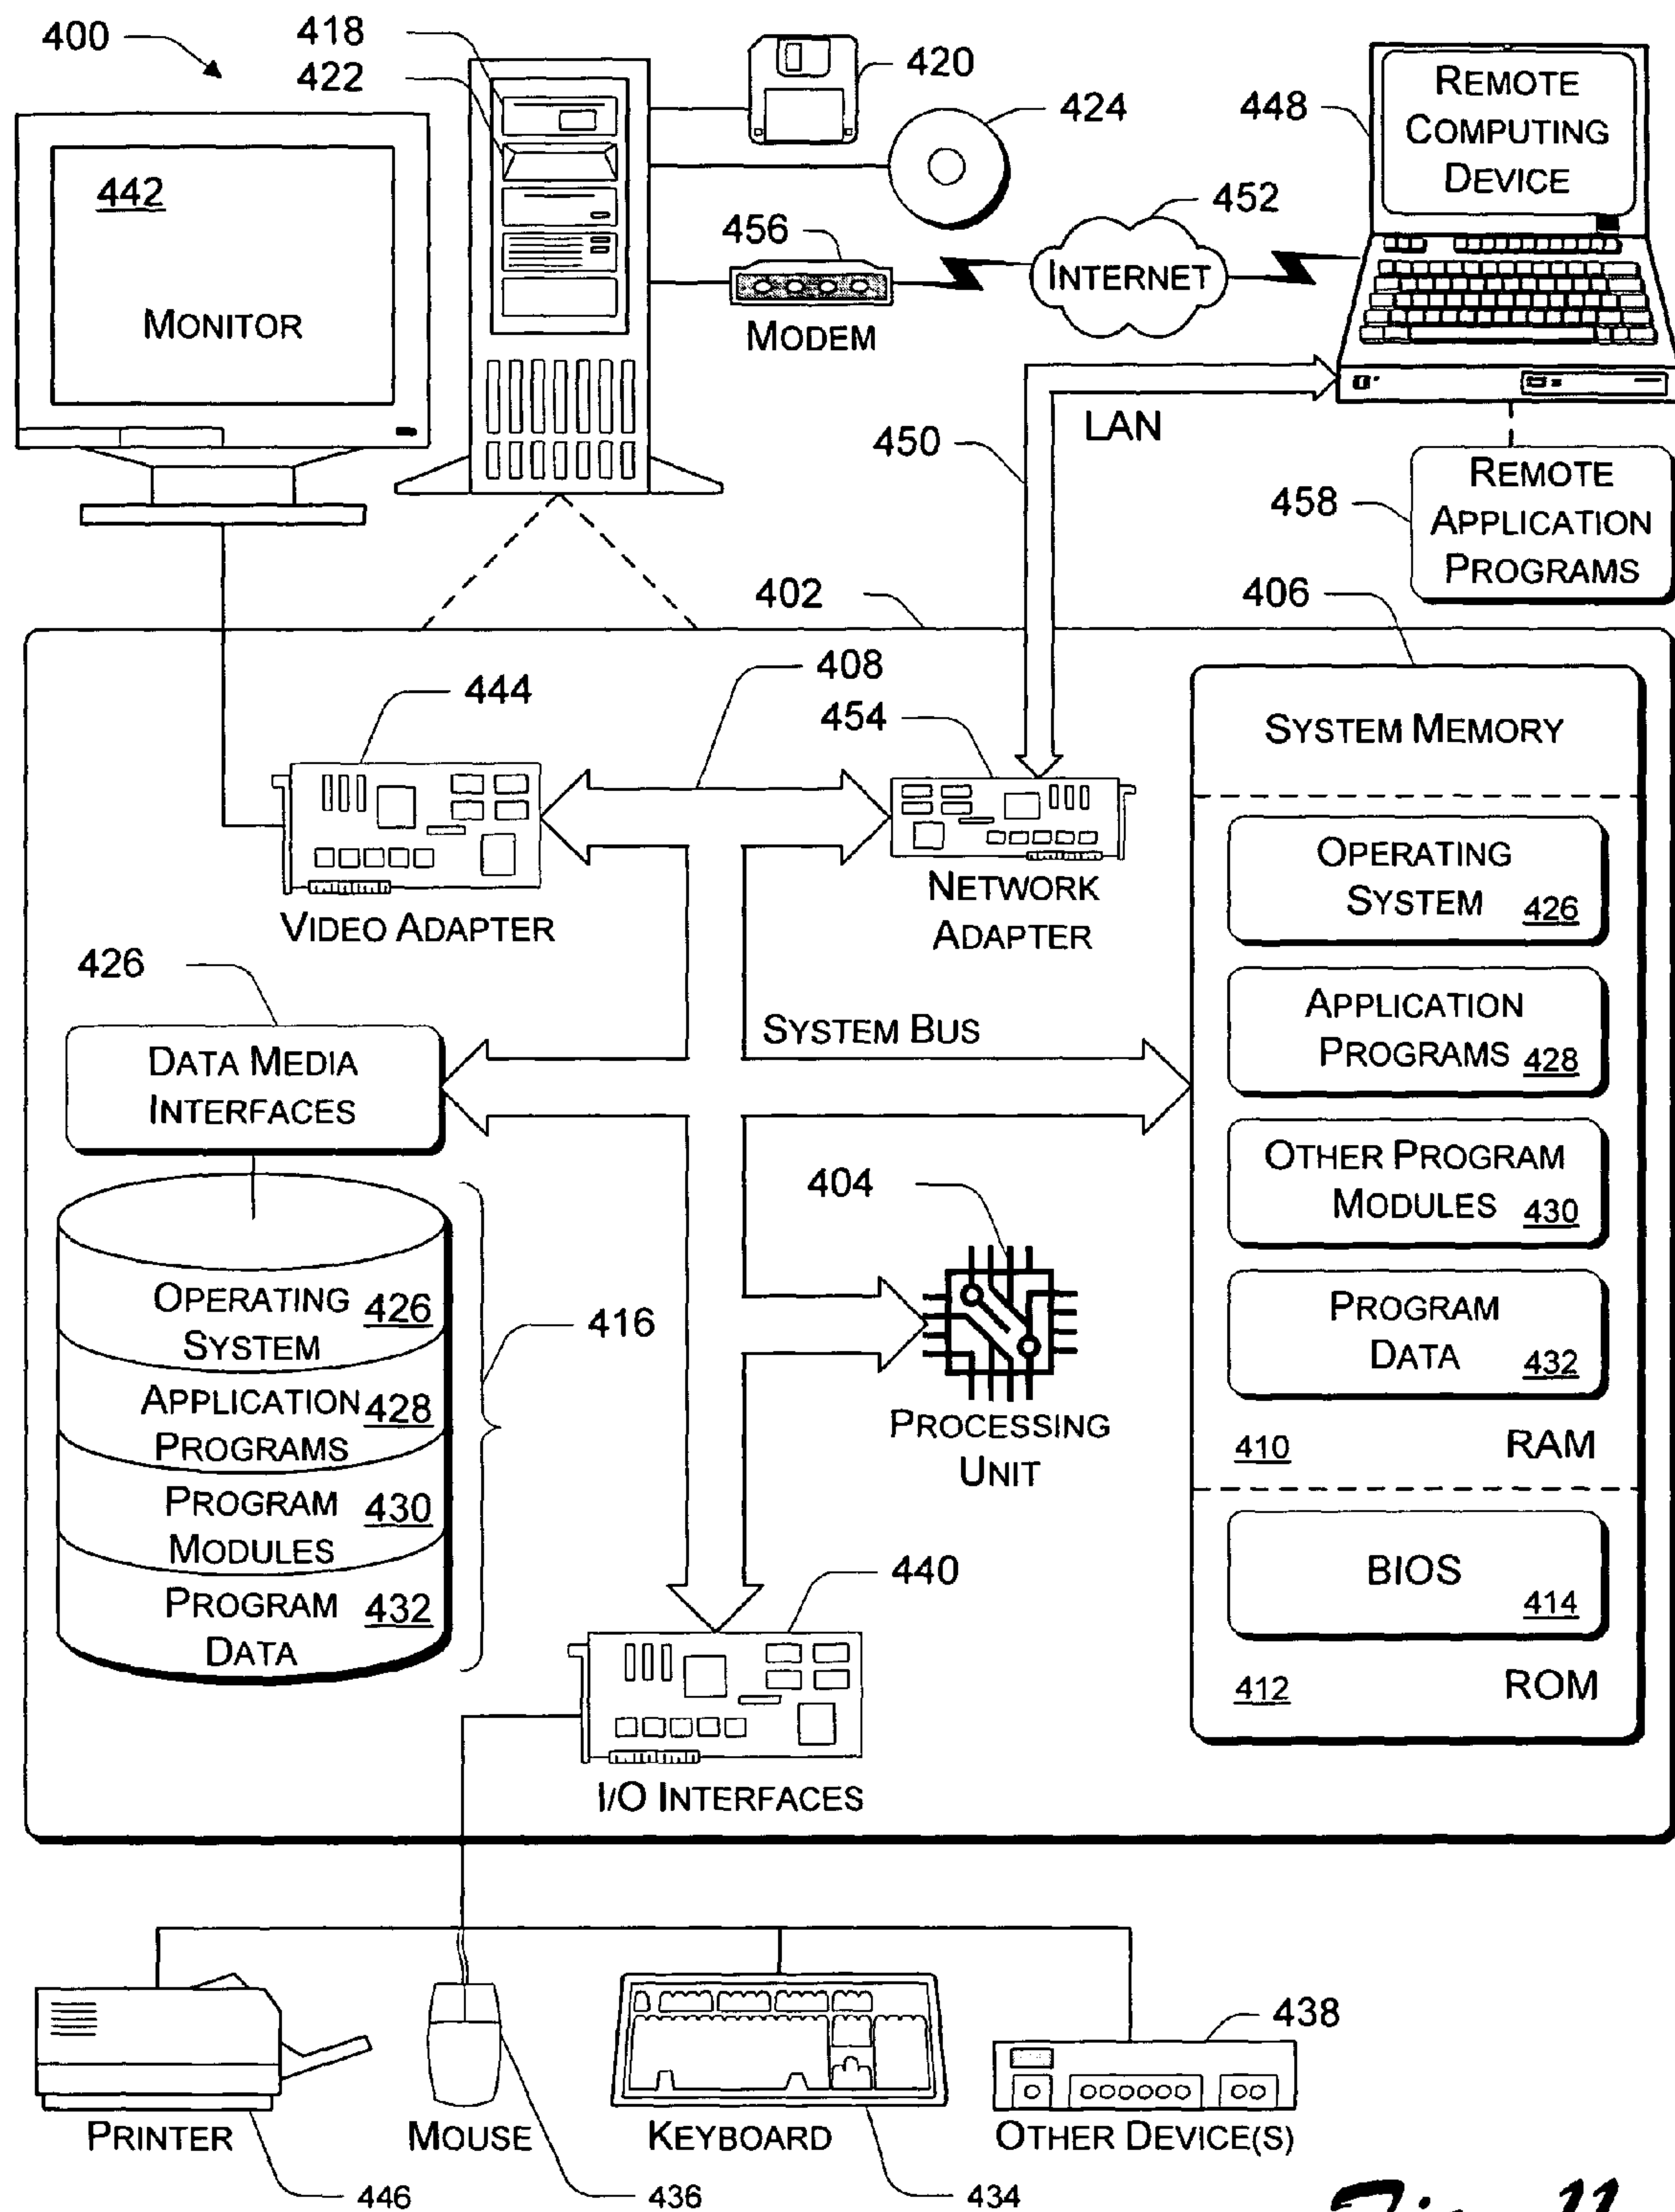 400
418
422
420
424
448
REMOTE
COMPUTING
DEVICE
442
MONITOR
456
MODEM
452
INTERNET
450
LAN
458
REMOTE
APPLICATION
PROGRAMS
402
406
408
444
454
VIDEO ADAPTER
NETWORK
ADAPTER
SYSTEM MEMORY
OPERATING
SYSTEM 426
APPLICATION
PROGRAMS 428
OTHER PROGRAM
MODULES 430
PROGRAM
DATA 432
410 RAM
BIOS
414
412 ROM
426
DATA MEDIA
INTERFACES
SYSTEM BUS
404
PROCESSING
UNIT
OPERATING 426
SYSTEM
APPLICATION 428
PROGRAMS
PROGRAM 430
MODULES
PROGRAM 432
DATA
416
440
I/O INTERFACES
438
PRINTER
MOUSE
KEYBOARD
OTHER DEVICE(S)
446
436
434
Fig. 11